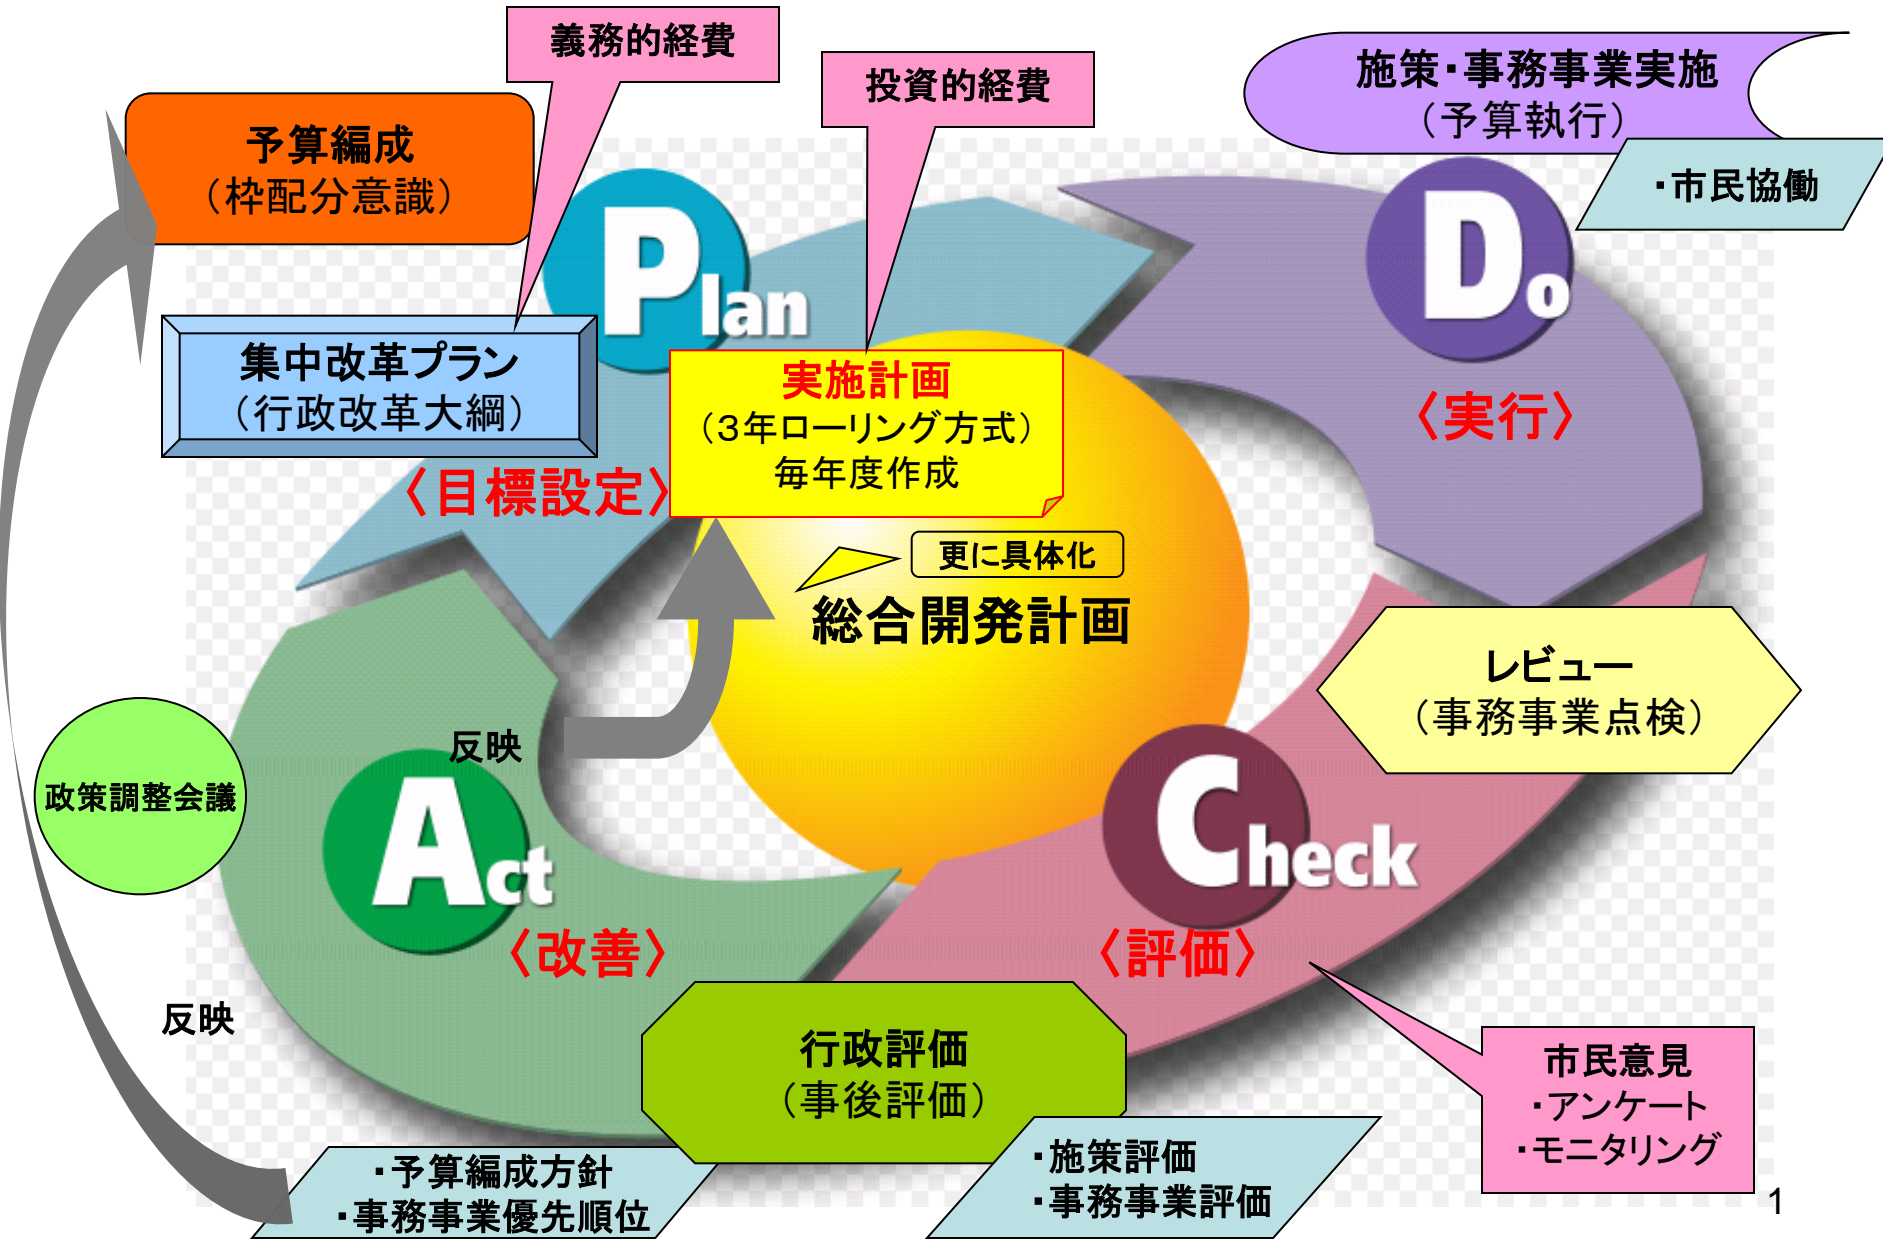 義務的経費
投資的経費
施策・事務事業実施
（予算執行）
・市民協働
予算編成
（枠配分意識）
Plan
Do
集中改革プラン
（行政改革大綱）
実施計画
（３年ローリング方式）
毎年度作成
〈実行〉
〈目標設定〉
更に具体化
総合開発計画
レビュー
（事務事業点検）
反映
政策調整会議
Act
Check
〈改善〉
〈評価〉
反映
行政評価
（事後評価）
市民意見
・アンケート
・モニタリング
・施策評価
・事務事業評価
・予算編成方針
・事務事業優先順位
1